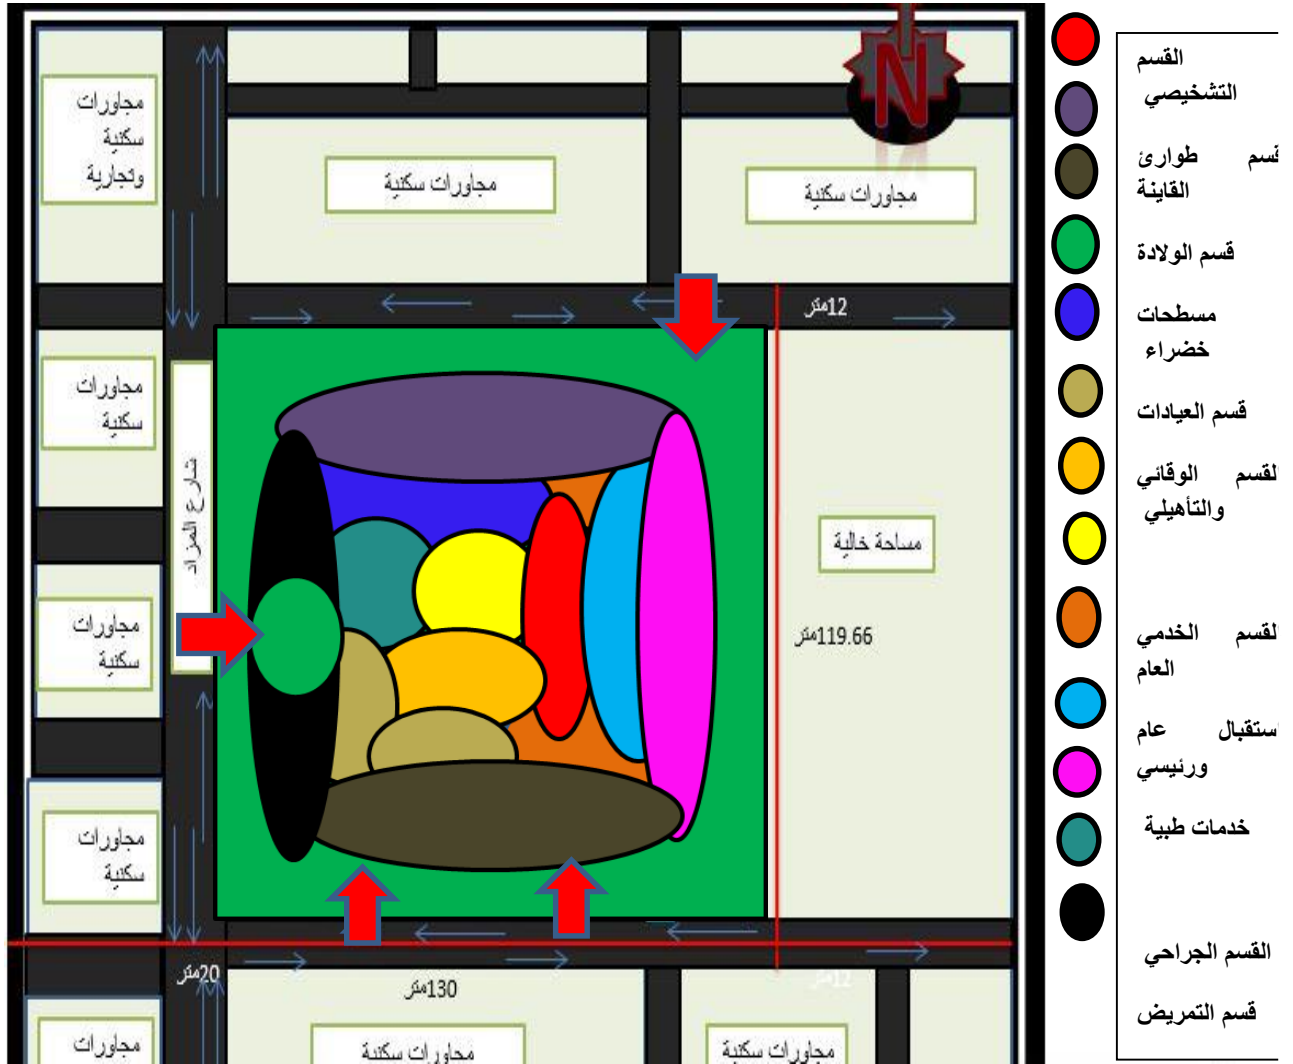 مجاورات
سكنية
وتجارية
مجاورات سكنية
مجاورات سكنية
N
12متر
مجاورات
سكنية
شارع المزاد
مساحة خالية
119.66متر
مجاورات
سكنية
مجاورات
سكنية
20متر
12متر
130متر
مجاورات
مجاورات سكنية
مجاورات سكنية
القسم
التشخيصي
قسم طوارئ
القاينة
قسم الولادة
مسطحات
خضراء
قسم العيادات
لقسم الوقائي
والتأهيلي
لقسم الخدمي
العام
ستقبال عام
ورئيسي
خدمات طبية
القسم الجراحي
قسم التمريض